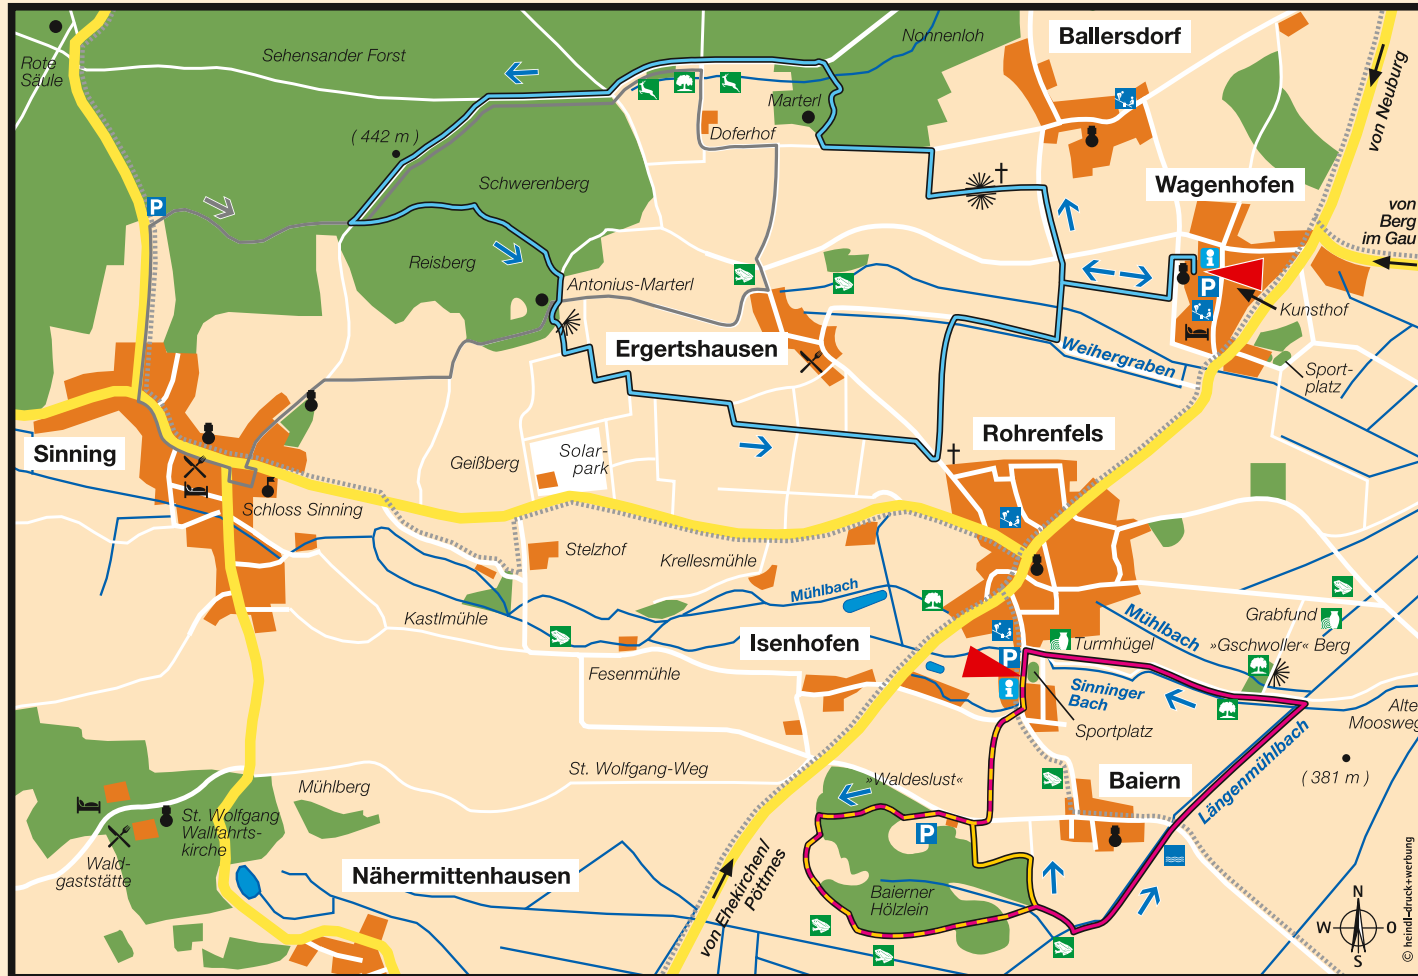 Rote
Säule
Sehensander Forst
Nonnenloh
Ballersdorf
von Neuburg
Marterl
( 442 m )
Doferhof
Schwerenberg
Wagenhofen
von
Berg
im Gau
P
Reisberg
Antonius-Marterl
i
P
Kunsthof
Ergertshausen
Weihergraben
Sport-
platz
Sinning
Geißberg
Solar-
park
Rohrenfels
Schloss Sinning
Stelzhof
Krellesmühle
Mühlbach
Kastlmühle
Isenhofen
Mühlbach
Grabfund
Turmhügel
»Gschwoller« Berg
P
i
Fesenmühle
Sinninger
Bach
Sportplatz
Alter
Moosweg
St. Wolfgang-Weg
»Waldeslust«
Baiern
Längenmühlbach
( 381 m )
Mühlberg
St. Wolfgang
Wallfahrts-
kirche
P
Wald-
gaststätte
Nähermittenhausen
von Ehekirchen/
Pöttmes
Baierner
Hölzlein
N
W
O
S
© heindl-druck+werbung